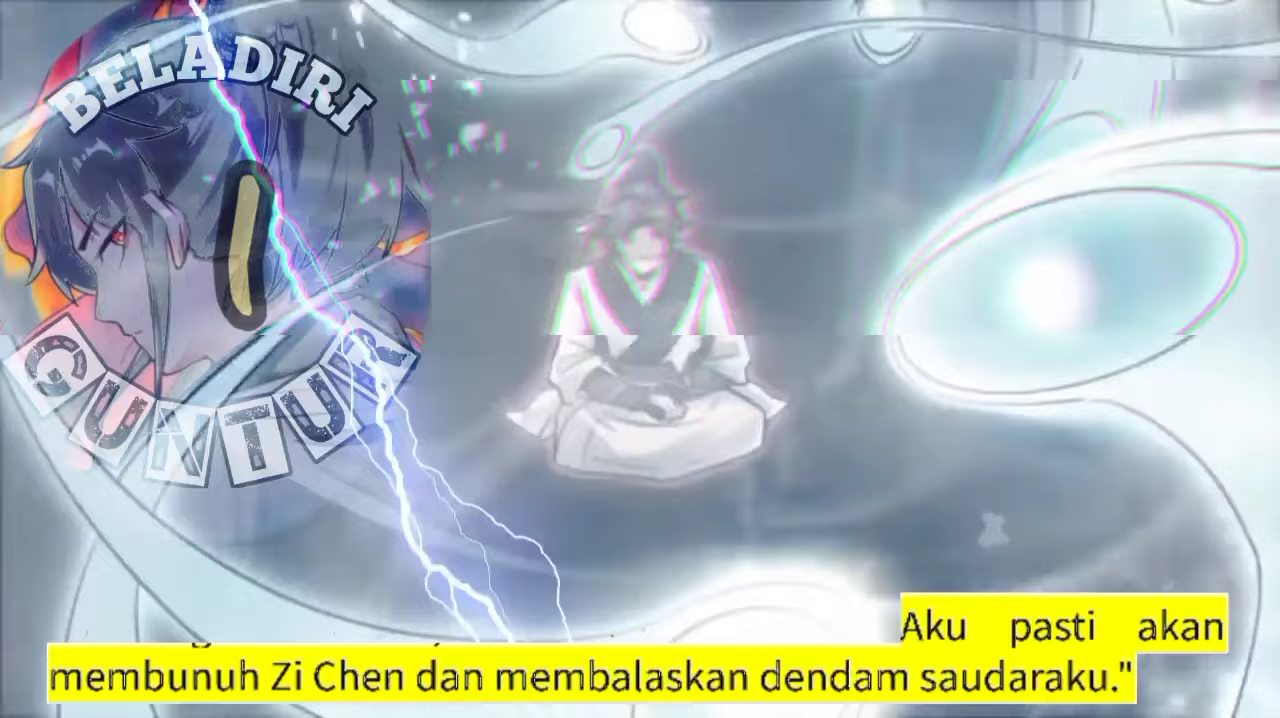 BELADIRI
GUNTUR
Aku pasti akan
membunuh Zi Chen dan membalaskan dendam saudaraku."